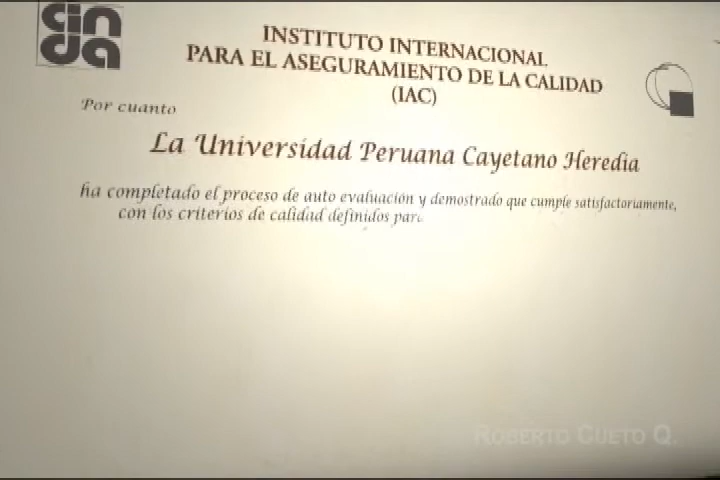 cinda
INSTITUTO INTERNACIONAL
PARA EL ASEGURAMIENTO DE LA CALIDAD
(IAC)
Por cuanto
La Universidad Peruana Cayetano Heredia
ha completado el proceso de auto evaluación y demostrado que cumple satisfactoriamente,
con los criterios de calidad definidos para
ROBERTO CUETO Q.